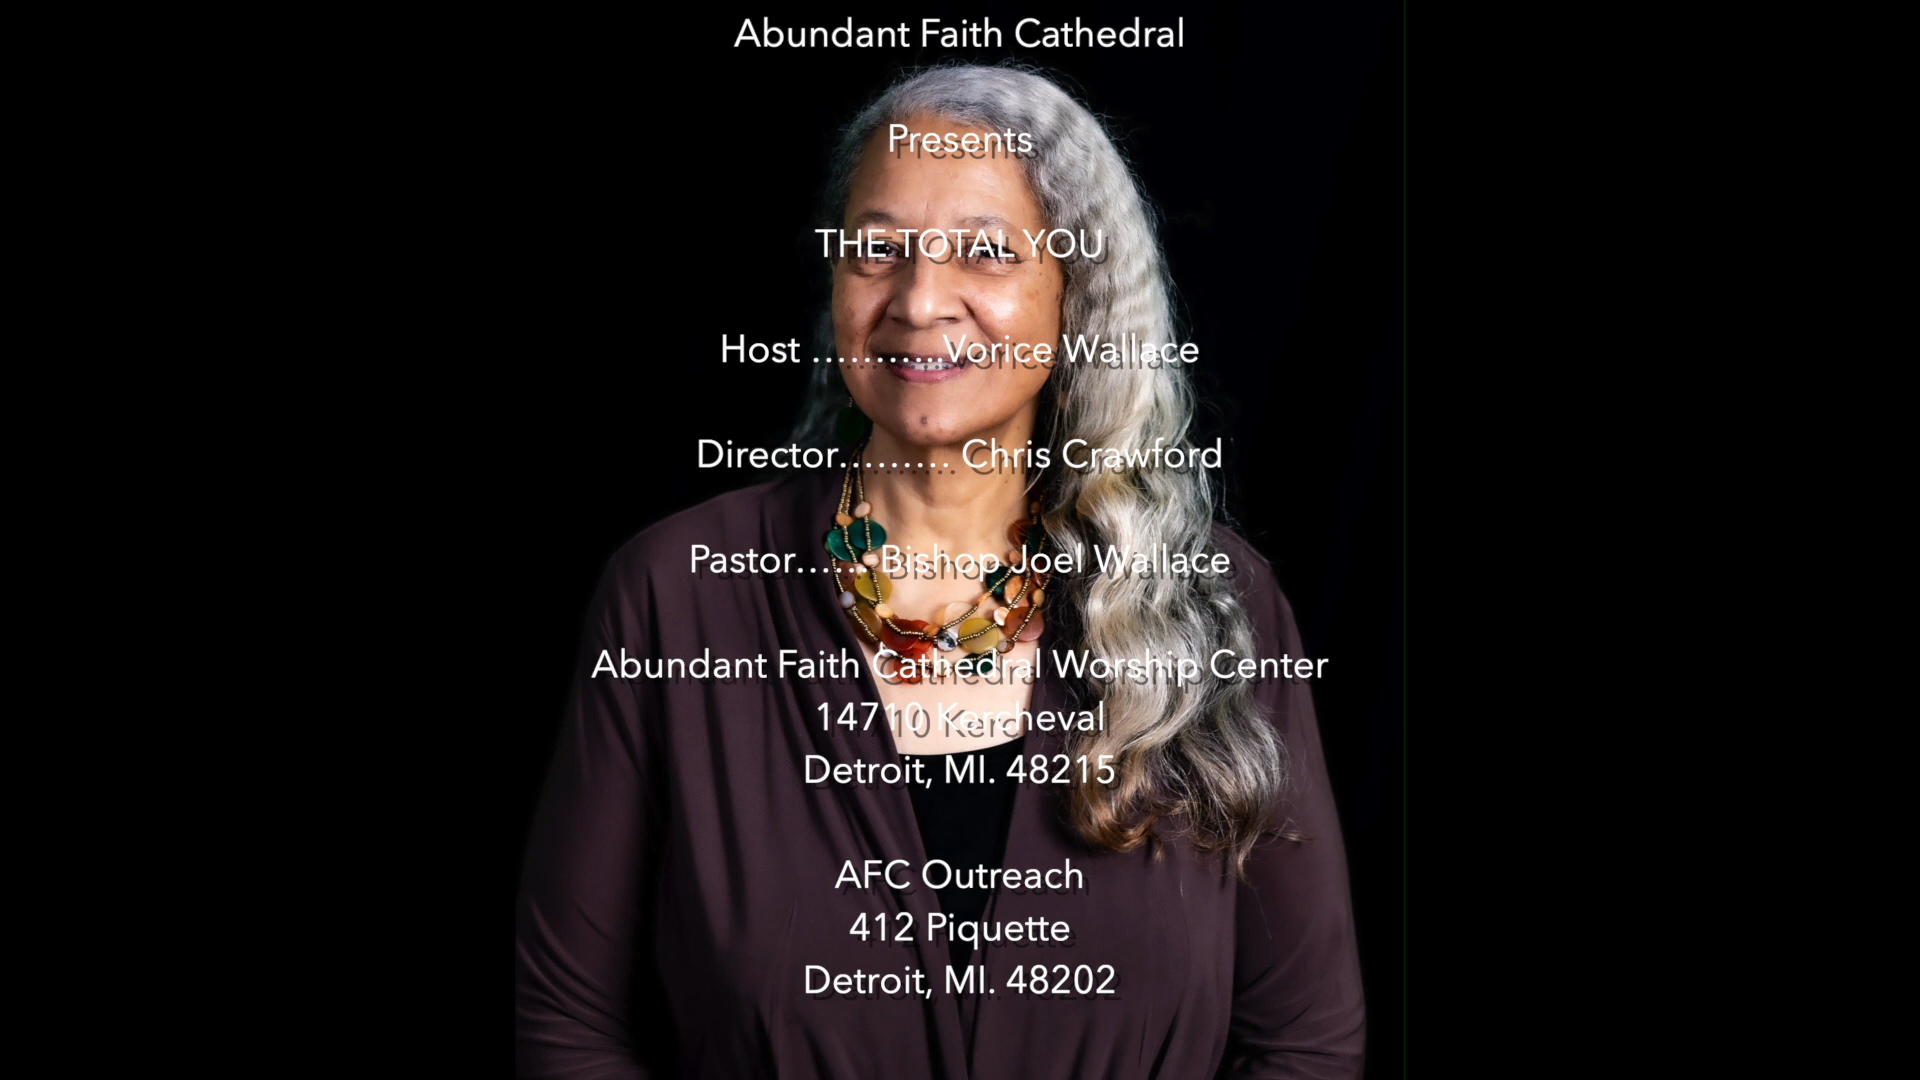 Abundant Faith Cathedral
Presents
THE TOTAL YOU
Host ...........Vorice Wallace
Director......... Chris Crawford
Pastor...... Bishop Joel Wallace
Abundant Faith Cathedral Worship Center
14710 Kercheval
Detroit, MI. 48215
AFC Outreach
412 Piquette
Detroit, MI. 48202